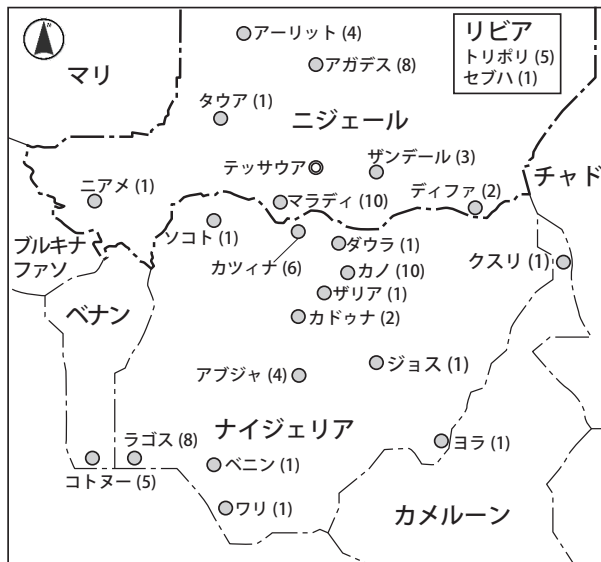 N
アーリット (4)
リビア
トリポリ (5)
セブハ (1)
マリ
アガデス (8)
タウア (1)
ニジェール
テッサウア
ザンデール (3)
チャド
ニアメ (1)
マラディ (10)
ディファ (2)
ソコト (1)
ブルキナ
ファソ
カツィナ (6)
ダウラ (1)
クスリ (1)
カノ (10)
ザリア (1)
ベナン
カドゥナ (2)
アブジャ (4)
ジョス (1)
ナイジェリア
ラゴス (8)
ヨラ (1)
ベニン (1)
コトヌー (5)
ワリ (1)
カメルーン